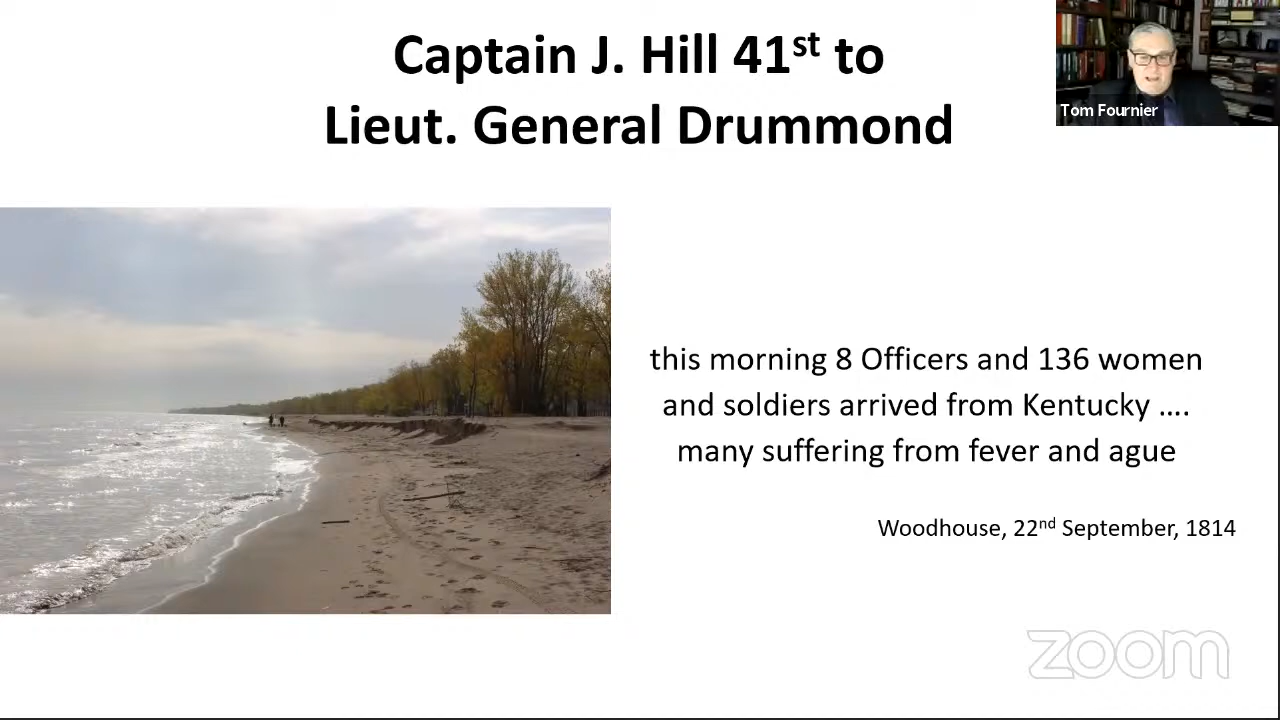 Captain J. Hill 41st to
Lieut. General Drummond
Tom Fournier
this morning 8 Officers and 136 women
and soldiers arrived from Kentucky ....
many suffering from fever and ague
Woodhouse, 22nd September, 1814
zoom